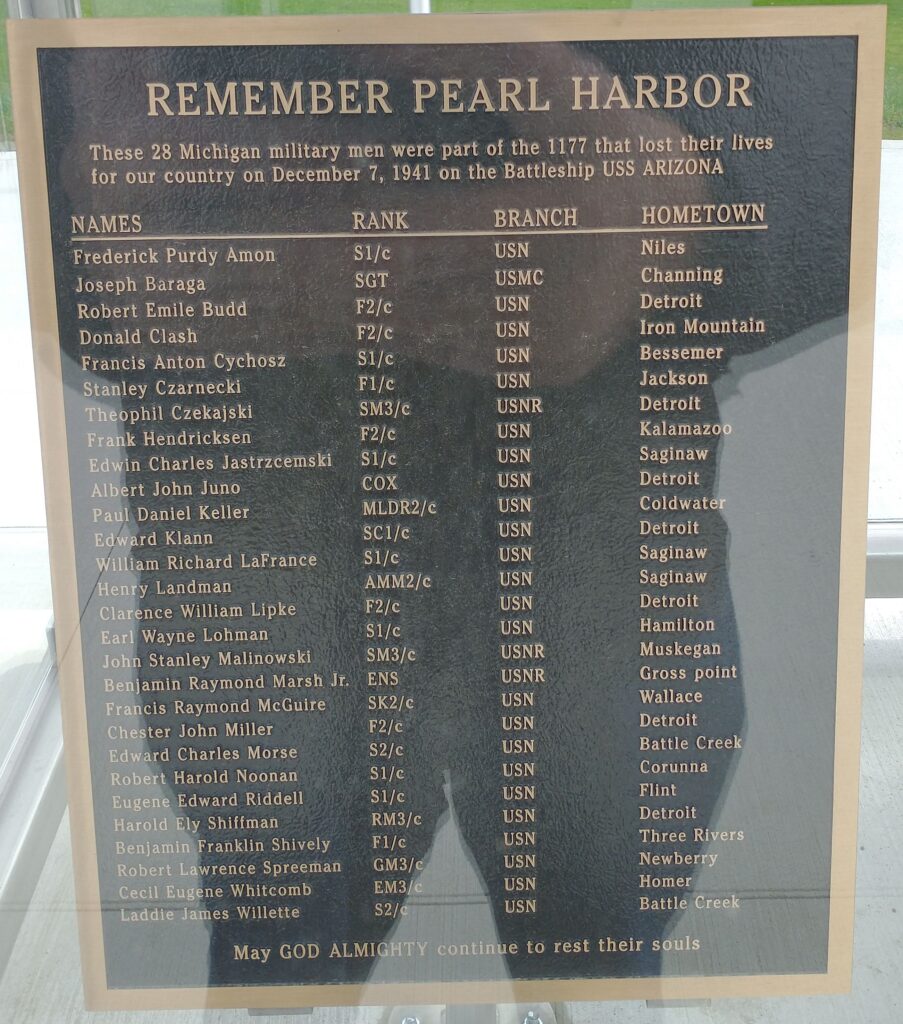 REMEMBER PEARL HARBOR
These 28 Michigan military men were part of the 1177 that lost their lives
for our country on December 7, 1941 on the Battleship USS ARIZONA
NAMES RANK BRANCH HOMETOWN
Frederick Purdy Amon S1/c USN Niles
Joseph Baraga SGT USMC Channing
Robert Emile Budd F2/c USN Detroit
Donald Clash F2/c USN Iron Mountain
Francis Anton Cychosz S1/c USN Bessemer
Stanley Czarnecki F1/c USN Jackson
Theophil Czekajski SM3/c USNR Detroit
Frank Hendricksen F2/c USN Kalamazoo
Edwin Charles Jastrzcemski S1/c USN Saginaw
Albert John Juno COX USN Detroit
Paul Daniel Keller MLDR2/c USN Coldwater
Edward Klann SC1/c USN Detroit
William Richard LaFrance S1/c USN Saginaw
Henry Landman AMM2/c USN Saginaw
Clarence William Lipke F2/c USN Detroit
Earl Wayne Lohman S1/c USN Hamilton
John Stanley Malinowski SM3/c USNR Muskegan
Benjamin Raymond Marsh Jr. ENS USNR Gross point
Francis Raymond McGuire SK2/c USN Wallace
Chester John Miller F2/c USN Detroit
Edward Charles Morse S2/c USN Battle Creek
Robert Harold Noonan S1/c USN Corunna
Eugene Edward Riddell S1/c USN Flint
Harold Ely Shiffman RM3/c USN Detroit
Benjamin Franklin Shively F1/c USN Three Rivers
Robert Lawrence Spreeman GM3/c USN Newberry
Cecil Eugene Whitcomb EM3/c USN Homer
Laddie James Willette S2/c USN Battle Creek
May GOD ALMIGHTY continue to rest their souls